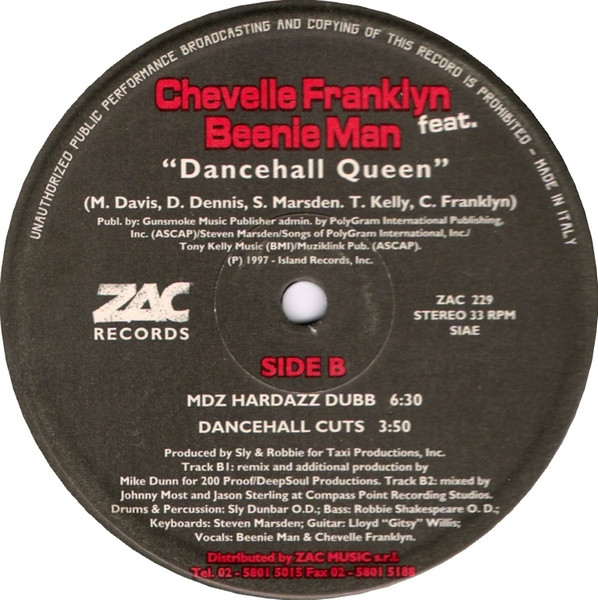 UNAUTHORIZED PUBLIC PERFORMANCE BROADCASTING AND COPYING OF THIS RECORD IS PROHIBITED - MADE IN ITALY
Chevelle Franklyn
feat.
Beenie Man
“Dancehall Queen”
(M. Davis, D. Dennis, S. Marsden. T. Kelly, C. Franklyn)
Publ. by: Gunsmoke Music Publisher admin. by PolyGram International Publishing,
Inc. (ASCAP)/Steven Marsden/Songs of PolyGram International, Inc./
Tony Kelly Music (BMI)/Muziklink Pub. (ASCAP).
(P) 1997 - Island Records, Inc.
ZAC
RECORDS
ZAC 229
STEREO 33 RPM
SIAE
SIDE B
MDZ HARDAZZ DUBB 6:30
DANCEHALL CUTS 3:50
Produced by Sly & Robbie for Taxi Productions, Inc.
Track B1: remix and additional production by
Mike Dunn for 200 Proof/DeepSoul Productions. Track B2: mixed by
Johnny Most and Jason Sterling at Compass Point Recording Studios.
Drums & Percussion: Sly Dunbar O.D.; Bass: Robbie Shakespeare O. D.;
Keyboards: Steven Marsden; Guitar: Lloyd “Gitsy” Willis;
Vocals: Beenie Man & Chevelle Franklyn.
Distributed by ZAC MUSIC s.r.l.
Tel. 02 - 5801 5015 Fax 02 - 5801 5188